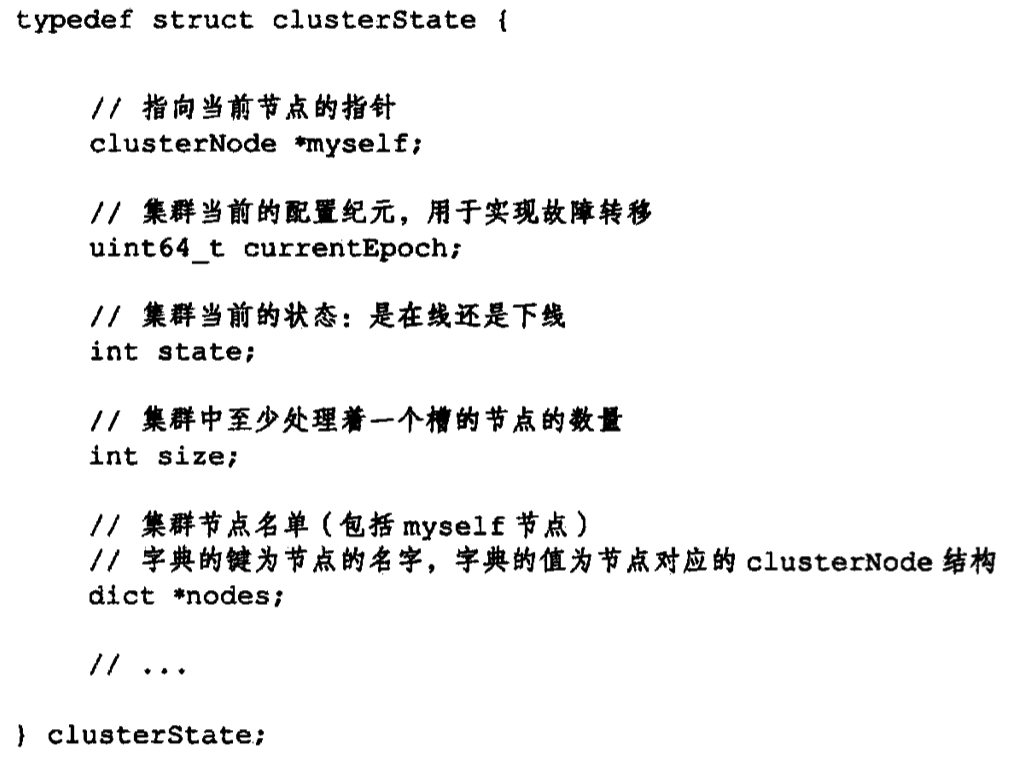 typedef struct clusterState {
// 指向当前节点的指针
clusterNode *myself;
// 集群当前的配置纪元，用于实现故障转移
uint64_t currentEpoch;
// 集群当前的状态：是在线还是下线
int state;
// 集群中至少处理着一个槽的节点的数量
int size;
// 集群节点名单（包括 myself 节点）
// 字典的键为节点的名字，字典的值为节点对应的 clusterNode 结构
dict *nodes;
// ...
} clusterState;